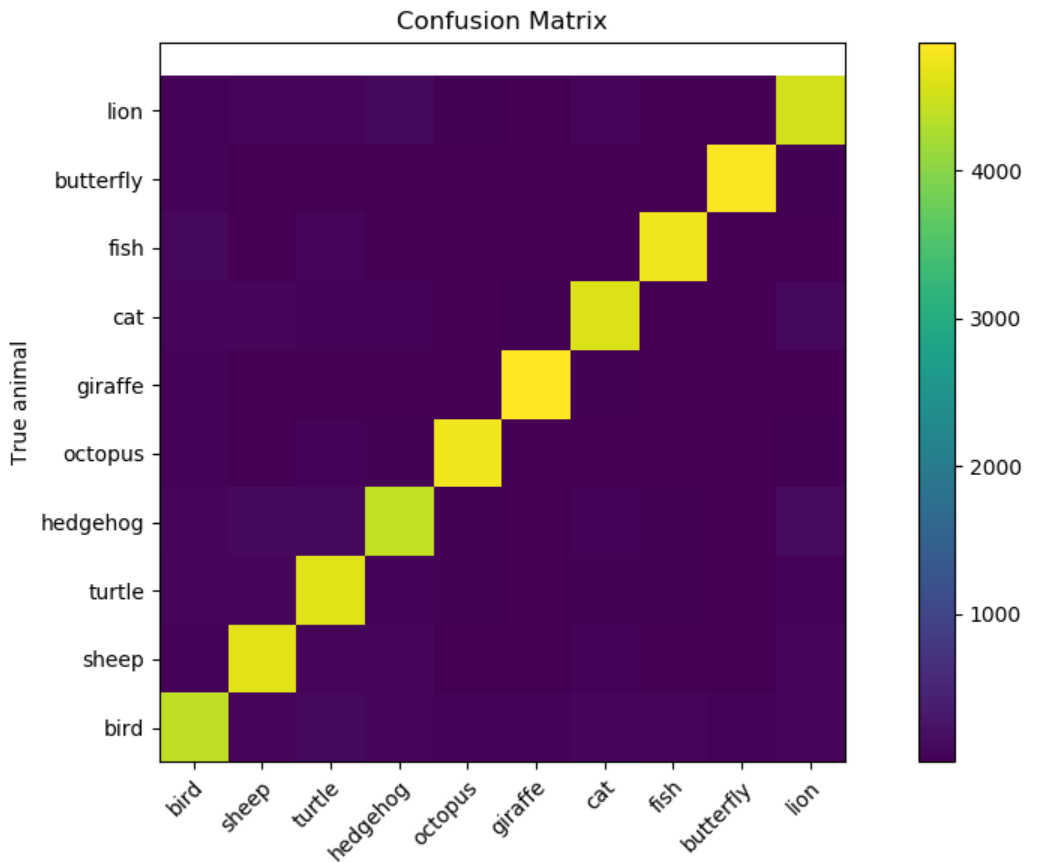 Confusion Matrix
lion
butterfly
fish
cat
giraffe
octopus
hedgehog
turtle
sheep
bird
True animal
bird
sheep
turtle
hedgehog
octopus
giraffe
cat
fish
butterfly
lion
4000
3000
2000
1000